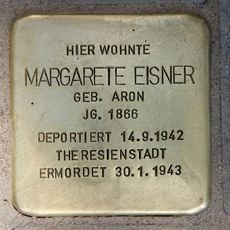 HIER WOHNTE
MARGARETE EISNER
GEB. ARON
JG. 1866
DEPORTIERT 14.9.1942
THERESIENSTADT
ERMORDET 30.1.1943